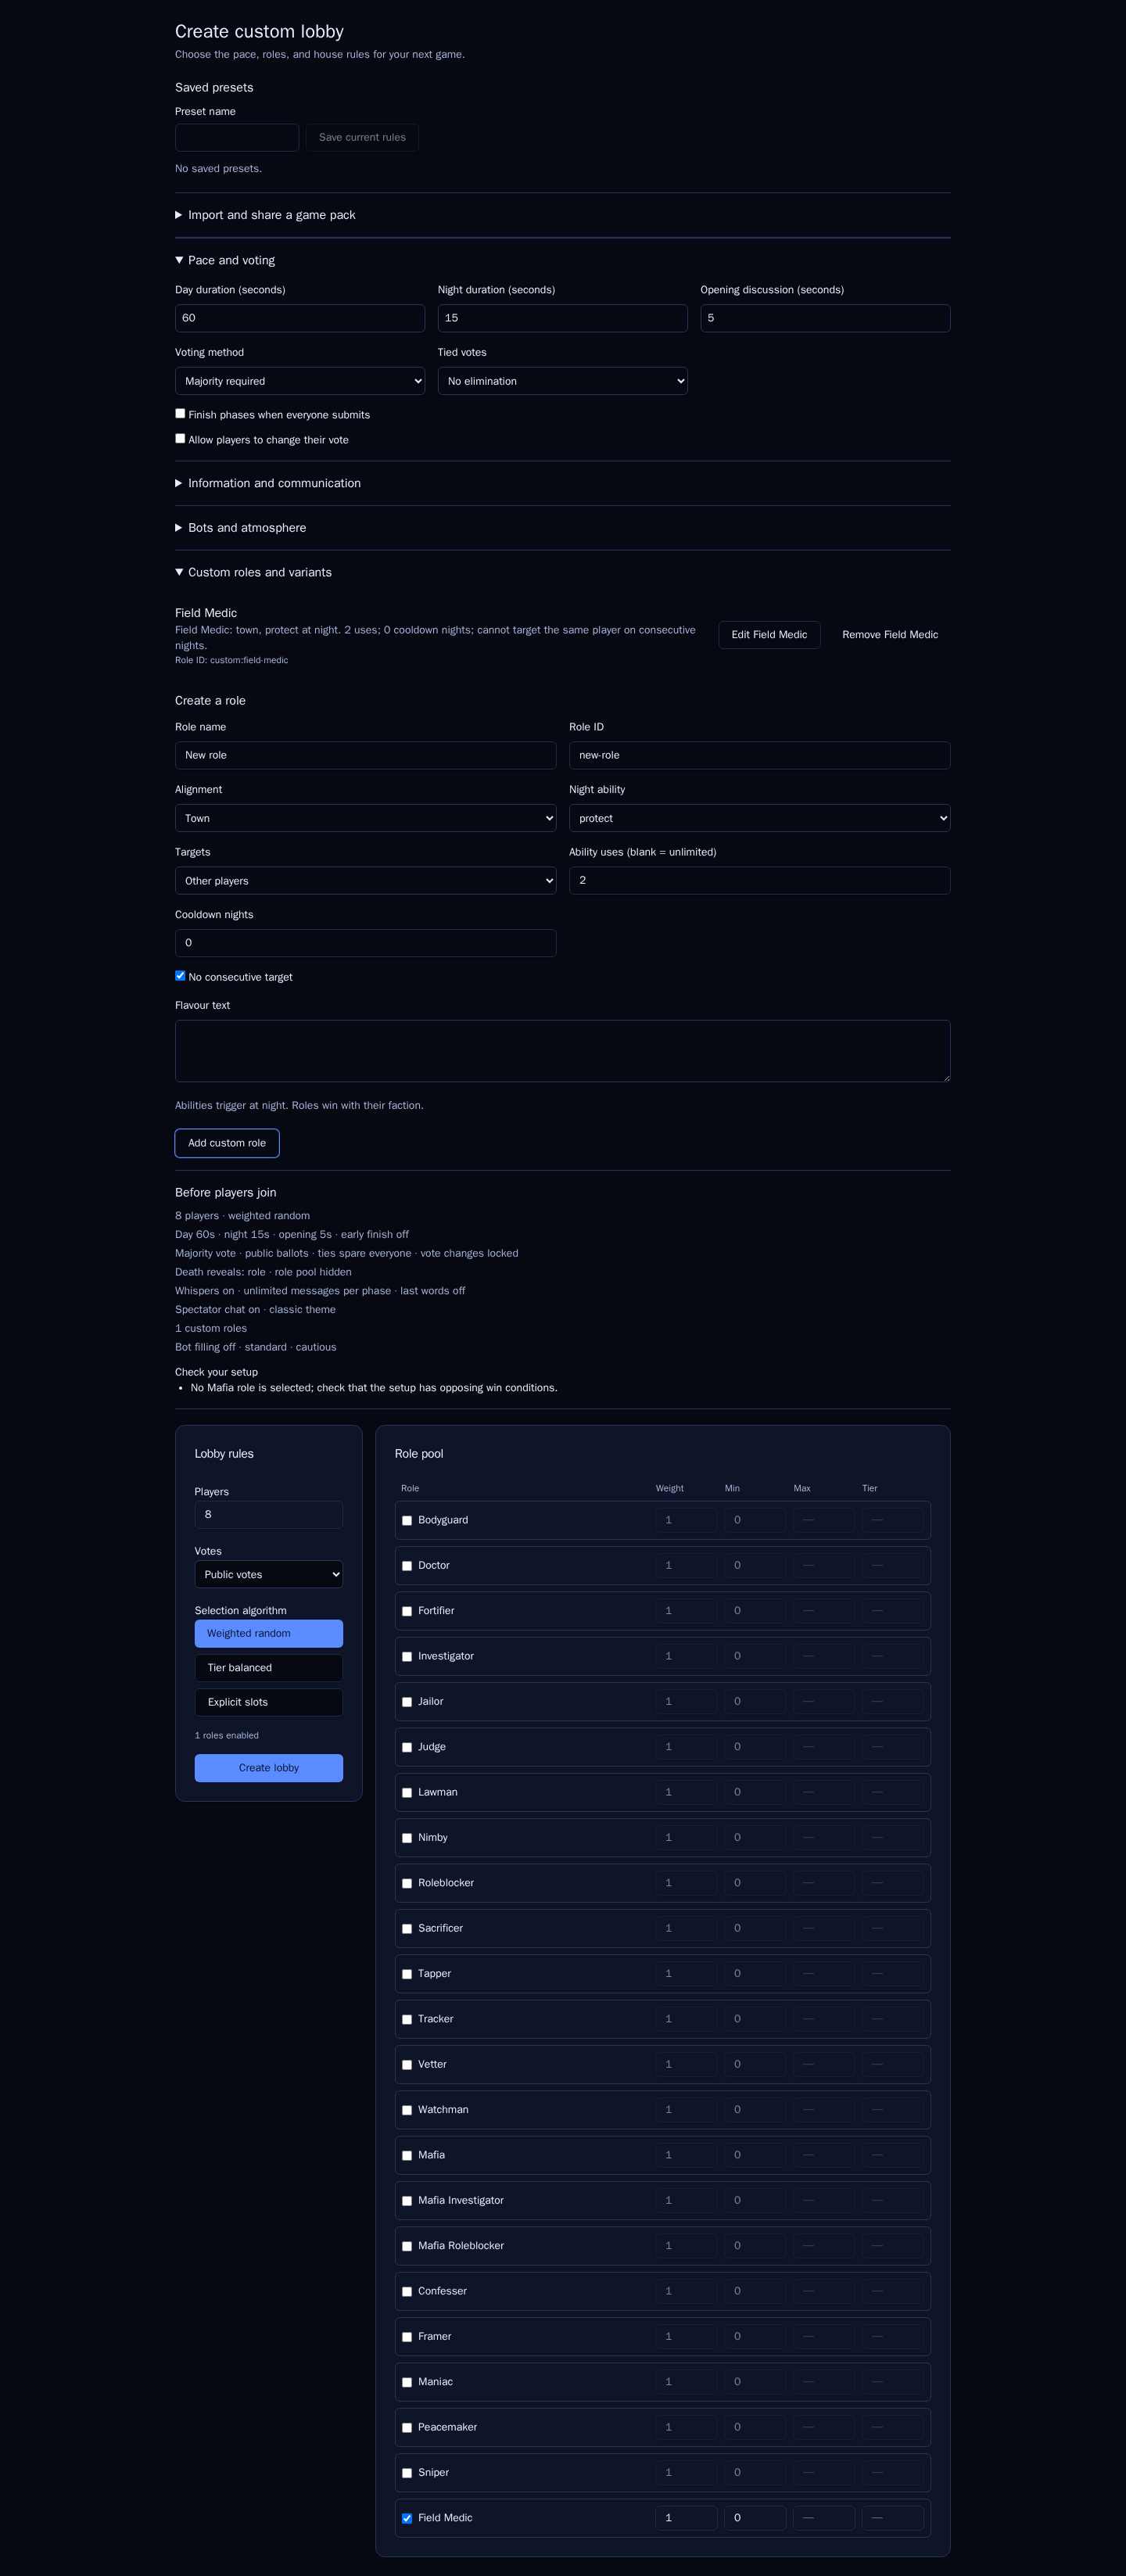 Create custom lobby
Choose the pace, roles, and house rules for your next game.
Saved presets
Preset name
Save current rules
No saved presets.
Import and share a game pack
Pace and voting
Day duration (seconds) Night duration (seconds) Opening discussion (seconds)
60 15 5
Voting method Tied votes
Majority required No elimination
Finish phases when everyone submits
Allow players to change their vote
Information and communication
Bots and atmosphere
Custom roles and variants
Field Medic
Field Medic: town, protect at night. 2 uses; 0 cooldown nights; cannot target the same player on consecutive
nights.
Role ID: custom:field-medic
Edit Field Medic Remove Field Medic
Create a role
Role name Role ID
New role new-role
Alignment Night ability
Town protect
Targets Ability uses (blank = unlimited)
Other players 2
Cooldown nights
0
No consecutive target
Flavour text
Abilities trigger at night. Roles win with their faction.
Add custom role
Before players join
8 players · weighted random
Day 60s · night 15s · opening 5s · early finish off
Majority vote · public ballots · ties spare everyone · vote changes locked
Death reveals: role · role pool hidden
Whispers on · unlimited messages per phase · last words off
Spectator chat on · classic theme
1 custom roles
Bot filling off · standard · cautious
Check your setup
• No Mafia role is selected; check that the setup has opposing win conditions.
Lobby rules
Players
8
Votes
Public votes
Selection algorithm
Weighted random
Tier balanced
Explicit slots
1 roles enabled
Create lobby
Role pool
Role Weight Min Max Tier
Bodyguard 1 0 — —
Doctor 1 0 — —
Fortifier 1 0 — —
Investigator 1 0 — —
Jailor 1 0 — —
Judge 1 0 — —
Lawman 1 0 — —
Nimby 1 0 — —
Roleblocker 1 0 — —
Sacrificer 1 0 — —
Tapper 1 0 — —
Tracker 1 0 — —
Vetter 1 0 — —
Watchman 1 0 — —
Mafia 1 0 — —
Mafia Investigator 1 0 — —
Mafia Roleblocker 1 0 — —
Confesser 1 0 — —
Framer 1 0 — —
Maniac 1 0 — —
Peacemaker 1 0 — —
Sniper 1 0 — —
Field Medic 1 0 — —